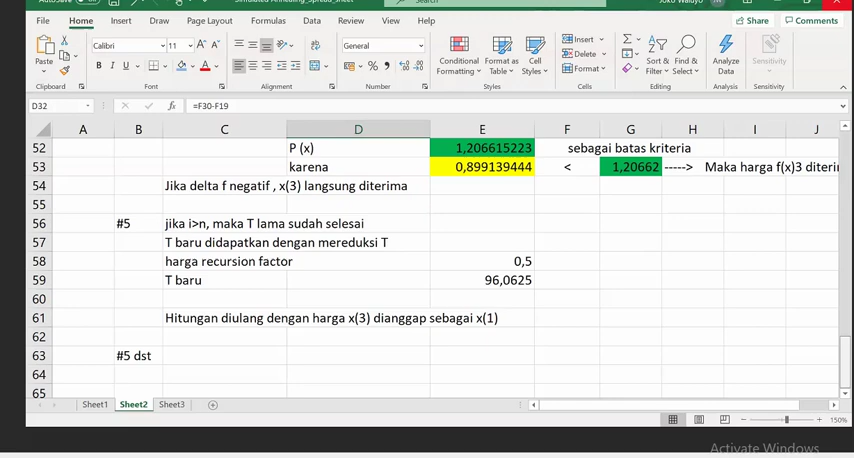 Simulated Annealing_Spread_Sheet
Joko Waluyo
File Home Insert Draw Page Layout Formulas Data Review View Help
Share Comments
Calibri 11 General
Paste
Conditional Formatting
Format as Table
Cell Styles
Insert
Delete
Format
Sort & Filter
Find & Select
Analyze Data
Sensitivity
Clipboard Font Alignment Number Styles Cells Editing Analysis Sensitivity
D32 =F30-F19
A B C D E F G H I J
52 P (x) 1,206615223 sebagai batas kriteria
53 karena 0,899139444 < 1,20662 -----> Maka harga f(x)3 diterim
54 Jika delta f negatif , x(3) langsung diterima
55
56 #5 jika i>n, maka T lama sudah selesai
57 T baru didapatkan dengan mereduksi T
58 harga recursion factor 0,5
59 T baru 96,0625
60
61 Hitungan diulang dengan harga x(3) dianggap sebagai x(1)
62
63 #5 dst
64
65
Sheet1 Sheet2 Sheet3
150%
Activate Windows